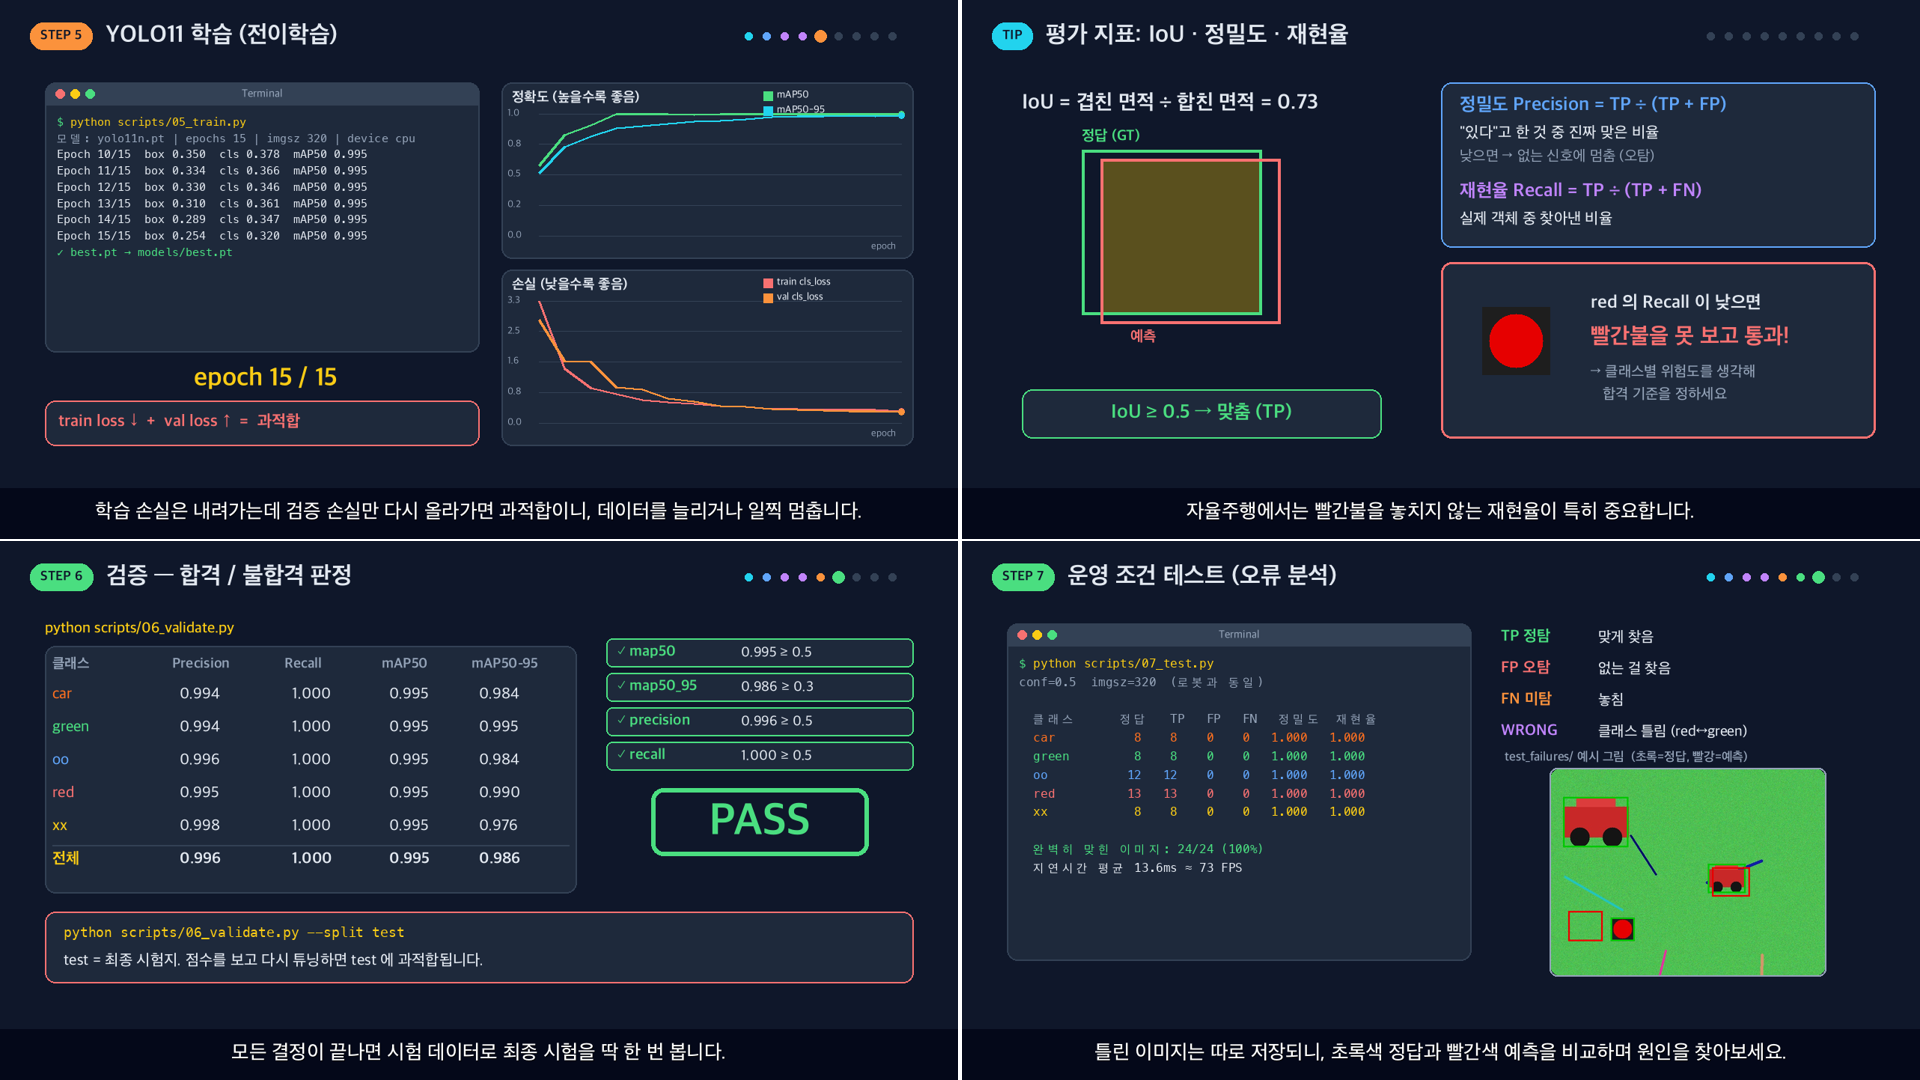 STEP 5 YOLO11 학습 (전이학습)
Terminal
$ python scripts/05_train.py
모델: yolo11n.pt | epochs 15 | imgsz 320 | device cpu
Epoch 10/15 box 0.350 cls 0.378 mAP50 0.995
Epoch 11/15 box 0.334 cls 0.366 mAP50 0.995
Epoch 12/15 box 0.330 cls 0.346 mAP50 0.995
Epoch 13/15 box 0.310 cls 0.361 mAP50 0.995
Epoch 14/15 box 0.289 cls 0.347 mAP50 0.995
Epoch 15/15 box 0.254 cls 0.320 mAP50 0.995
✓ best.pt → models/best.pt
epoch 15 / 15
train loss ↓ + val loss ↑ = 과적합
정확도 (높을수록 좋음)
mAP50
mAP50-95
1.0
0.8
0.5
0.2
0.0
epoch
손실 (낮을수록 좋음)
train cls_loss
val cls_loss
3.3
2.5
1.6
0.8
0.0
epoch
학습 손실은 내려가는데 검증 손실만 다시 올라가면 과적합이니, 데이터를 늘리거나 일찍 멈춥니다.
TIP 평가 지표: IoU · 정밀도 · 재현율
IoU = 겹친 면적 ÷ 합친 면적 = 0.73
정답 (GT)
예측
IoU ≥ 0.5 → 맞춤 (TP)
정밀도 Precision = TP ÷ (TP + FP)
"있다"고 한 것 중 진짜 맞은 비율
낮으면 → 없는 신호에 멈춤 (오탐)
재현율 Recall = TP ÷ (TP + FN)
실제 객체 중 찾아낸 비율
red 의 Recall 이 낮으면
빨간불을 못 보고 통과!
→ 클래스별 위험도를 생각해
합격 기준을 정하세요
자율주행에서는 빨간불을 놓치지 않는 재현율이 특히 중요합니다.
STEP 6 검증 — 합격 / 불합격 판정
python scripts/06_validate.py
클래스 Precision Recall mAP50 mAP50-95
car 0.994 1.000 0.995 0.984
green 0.994 1.000 0.995 0.995
oo 0.996 1.000 0.995 0.984
red 0.995 1.000 0.995 0.990
xx 0.998 1.000 0.995 0.976
전체 0.996 1.000 0.995 0.986
✓ map50 0.995 ≥ 0.5
✓ map50_95 0.986 ≥ 0.3
✓ precision 0.996 ≥ 0.5
✓ recall 1.000 ≥ 0.5
PASS
python scripts/06_validate.py --split test
test = 최종 시험지. 점수를 보고 다시 튜닝하면 test 에 과적합됩니다.
모든 결정이 끝나면 시험 데이터로 최종 시험을 딱 한 번 봅니다.
STEP 7 운영 조건 테스트 (오류 분석)
Terminal
$ python scripts/07_test.py
conf=0.5 imgsz=320 (로봇과 동일)
클래스 정답 TP FP FN 정밀도 재현율
car 8 8 0 0 1.000 1.000
green 8 8 0 0 1.000 1.000
oo 12 12 0 0 1.000 1.000
red 13 13 0 0 1.000 1.000
xx 8 8 0 0 1.000 1.000
완벽히 맞힌 이미지: 24/24 (100%)
지연시간 평균 13.6ms ≈ 73 FPS
TP 정탐 맞게 찾음
FP 오탐 없는 걸 찾음
FN 미탐 놓침
WRONG 클래스 틀림 (red↔green)
test_failures/ 예시 그림 (초록=정답, 빨강=예측)
틀린 이미지는 따로 저장되니, 초록색 정답과 빨간색 예측을 비교하며 원인을 찾아보세요.